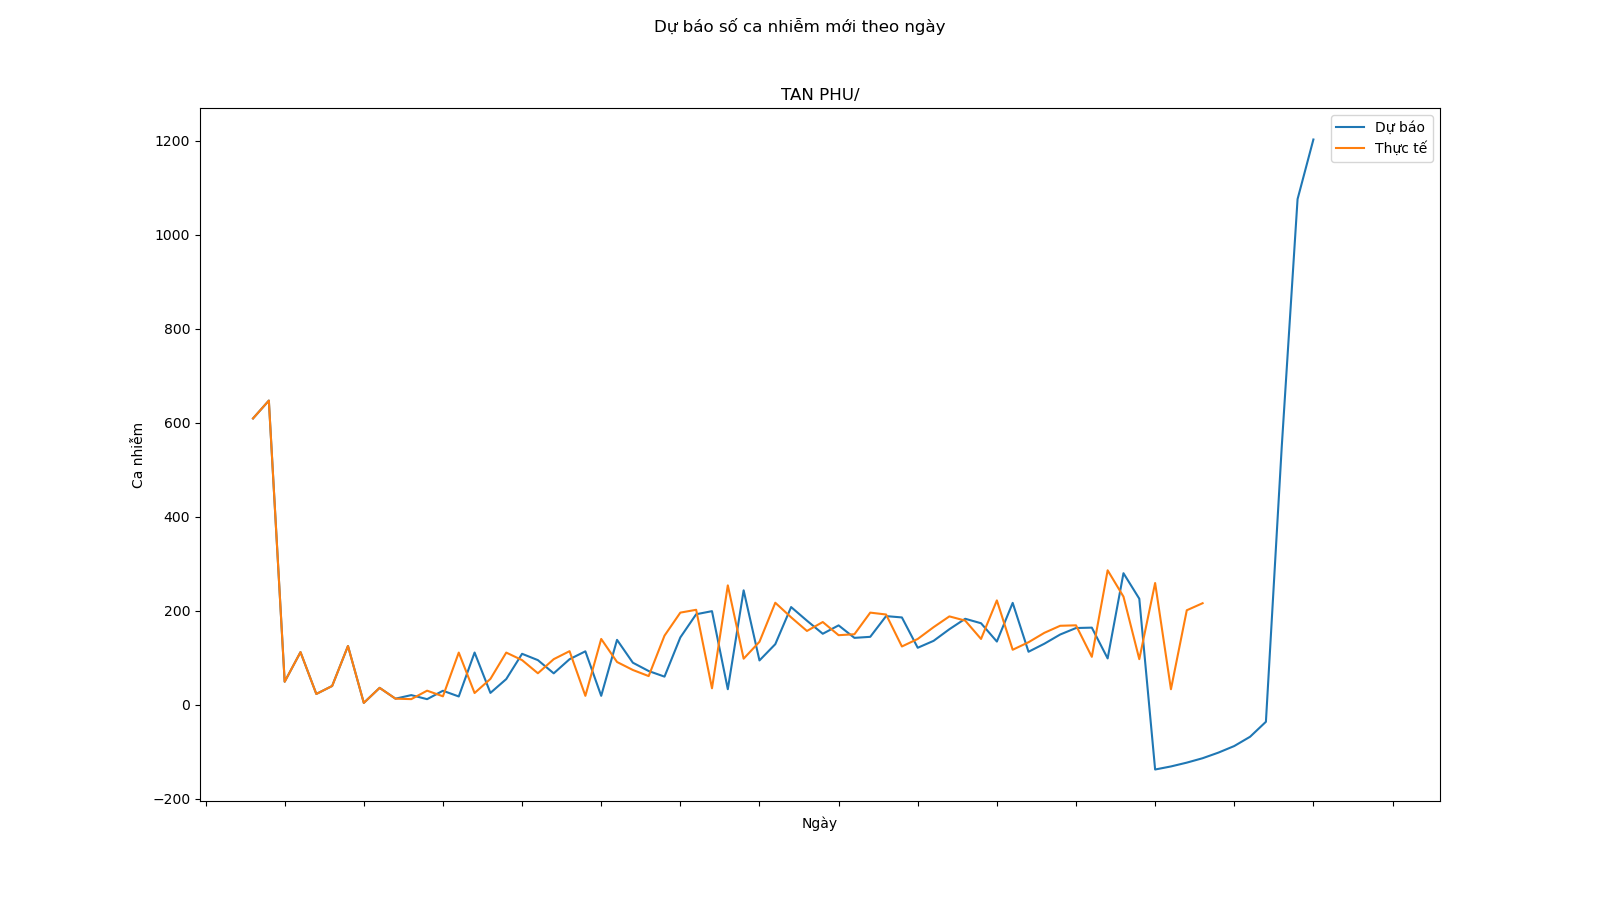 Dự báo số ca nhiễm mới theo ngày
TAN PHU/
Dự báo
Thực tế
1200
1000
800
600
400
200
0
−200
Ca nhiễm
Ngày